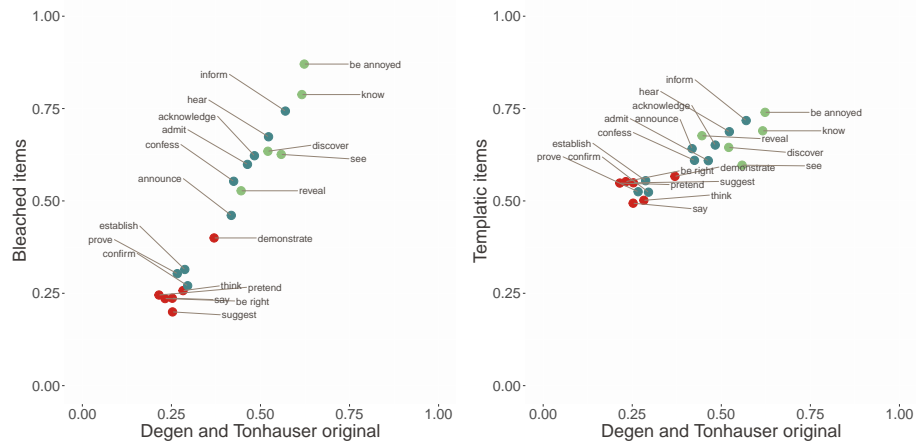 1.00
0.75
0.50
0.25
0.00
Bleached items
be annoyed
inform
know
hear
acknowledge
admit
discover
confess
see
announce
reveal
establish
demonstrate
prove
confirm
think
pretend
say
be right
suggest
0.00 0.25 0.50 0.75 1.00
Degen and Tonhauser original
1.00
0.75
0.50
0.25
0.00
Templatic items
inform
hear
be annoyed
acknowledge
admit announce
know
confess
reveal
establish
discover
prove confirm
be right demonstrate
see
pretend suggest
think
say
0.00 0.25 0.50 0.75 1.00
Degen and Tonhauser original